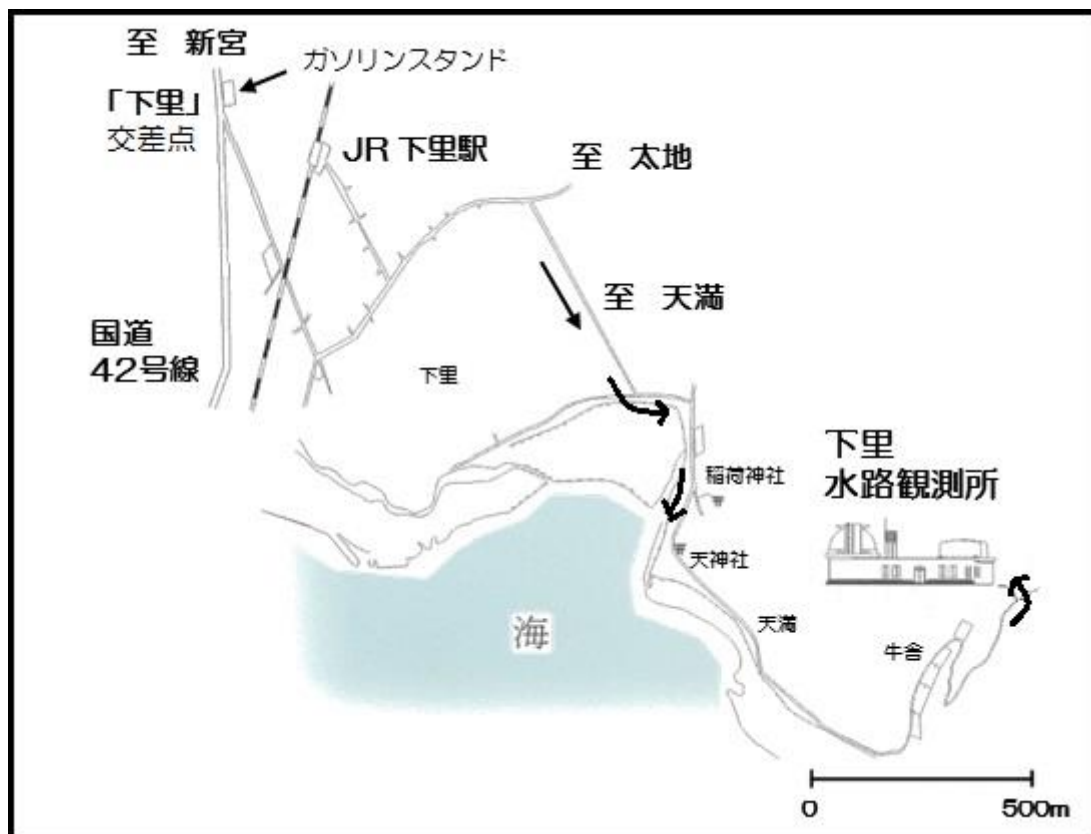 至 新宮
ガソリンスタンド
「下里」
交差点
JR 下里駅
至 太地
至 天満
国道
42号線
下里
稲荷神社
下里
水路観測所
天神社
海
天満
牛舎
0 500m